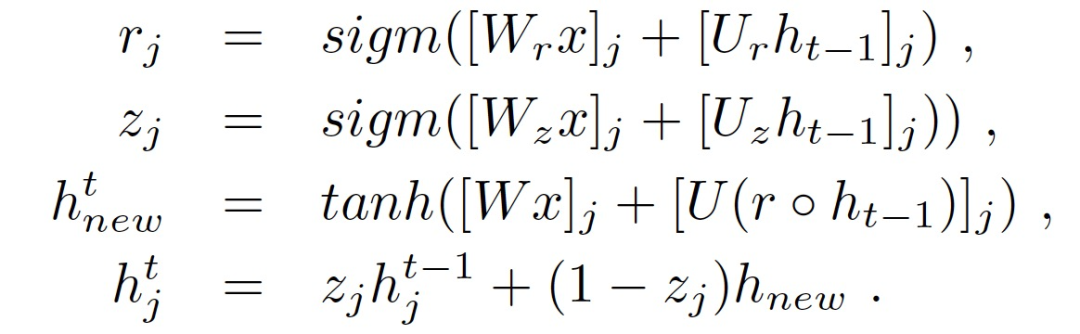 r_j = sigm([W_r x]_j + [U_r h_{t-1}]_j) ,
z_j = sigm([W_z x]_j + [U_z h_{t-1}]_j)) ,
h^t_{new} = tanh([Wx]_j + [U(r ∘ h_{t-1})]_j) ,
h^t_j = z_j h^{t-1}_j + (1 − z_j)h_{new} .